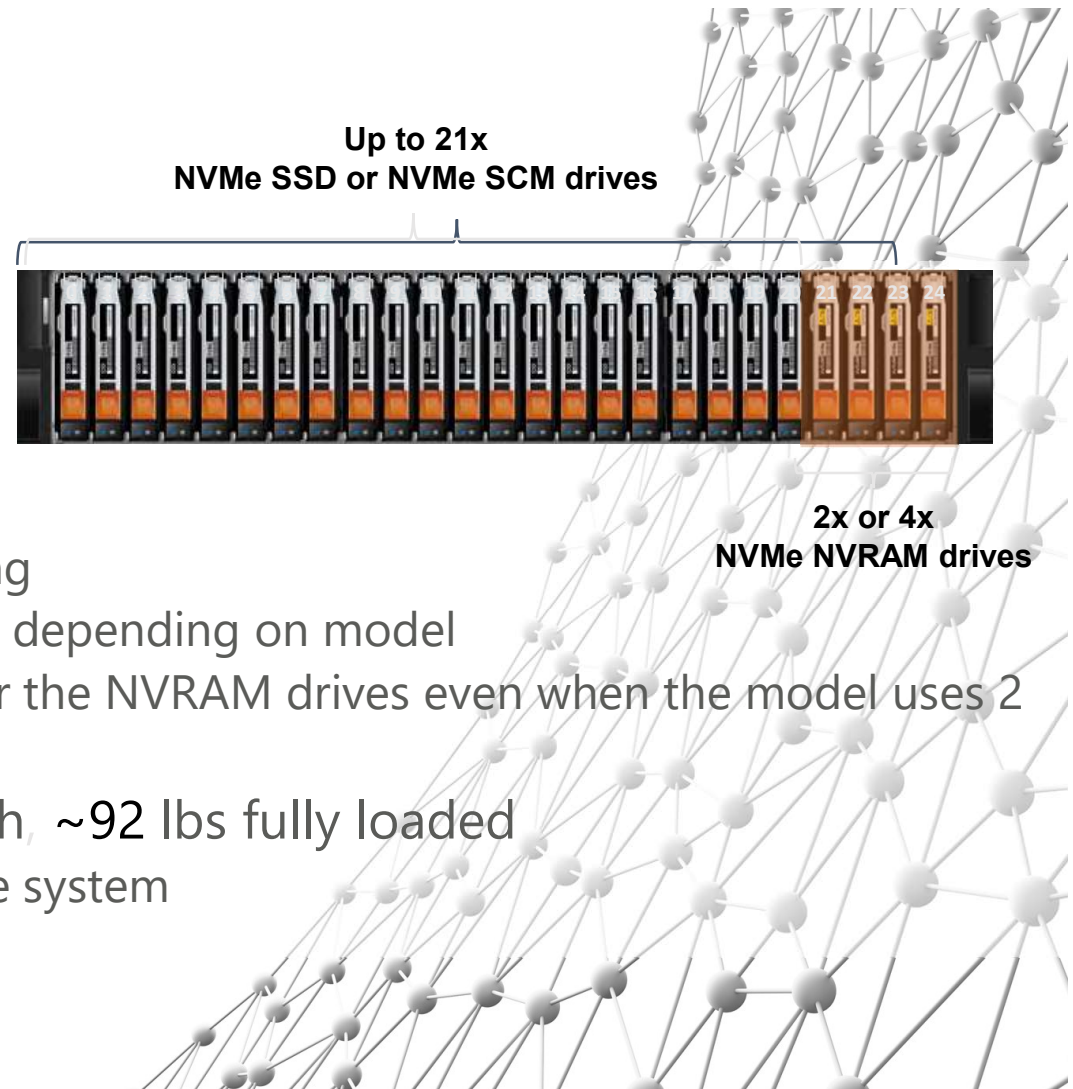 Up to 21x
NVMe SSD or NVMe SCM drives
21 22 23 24
2x or 4x
NVMe NVRAM drives
depending on model
the NVRAM drives even when the model uses 2
~92 lbs fully loaded
system